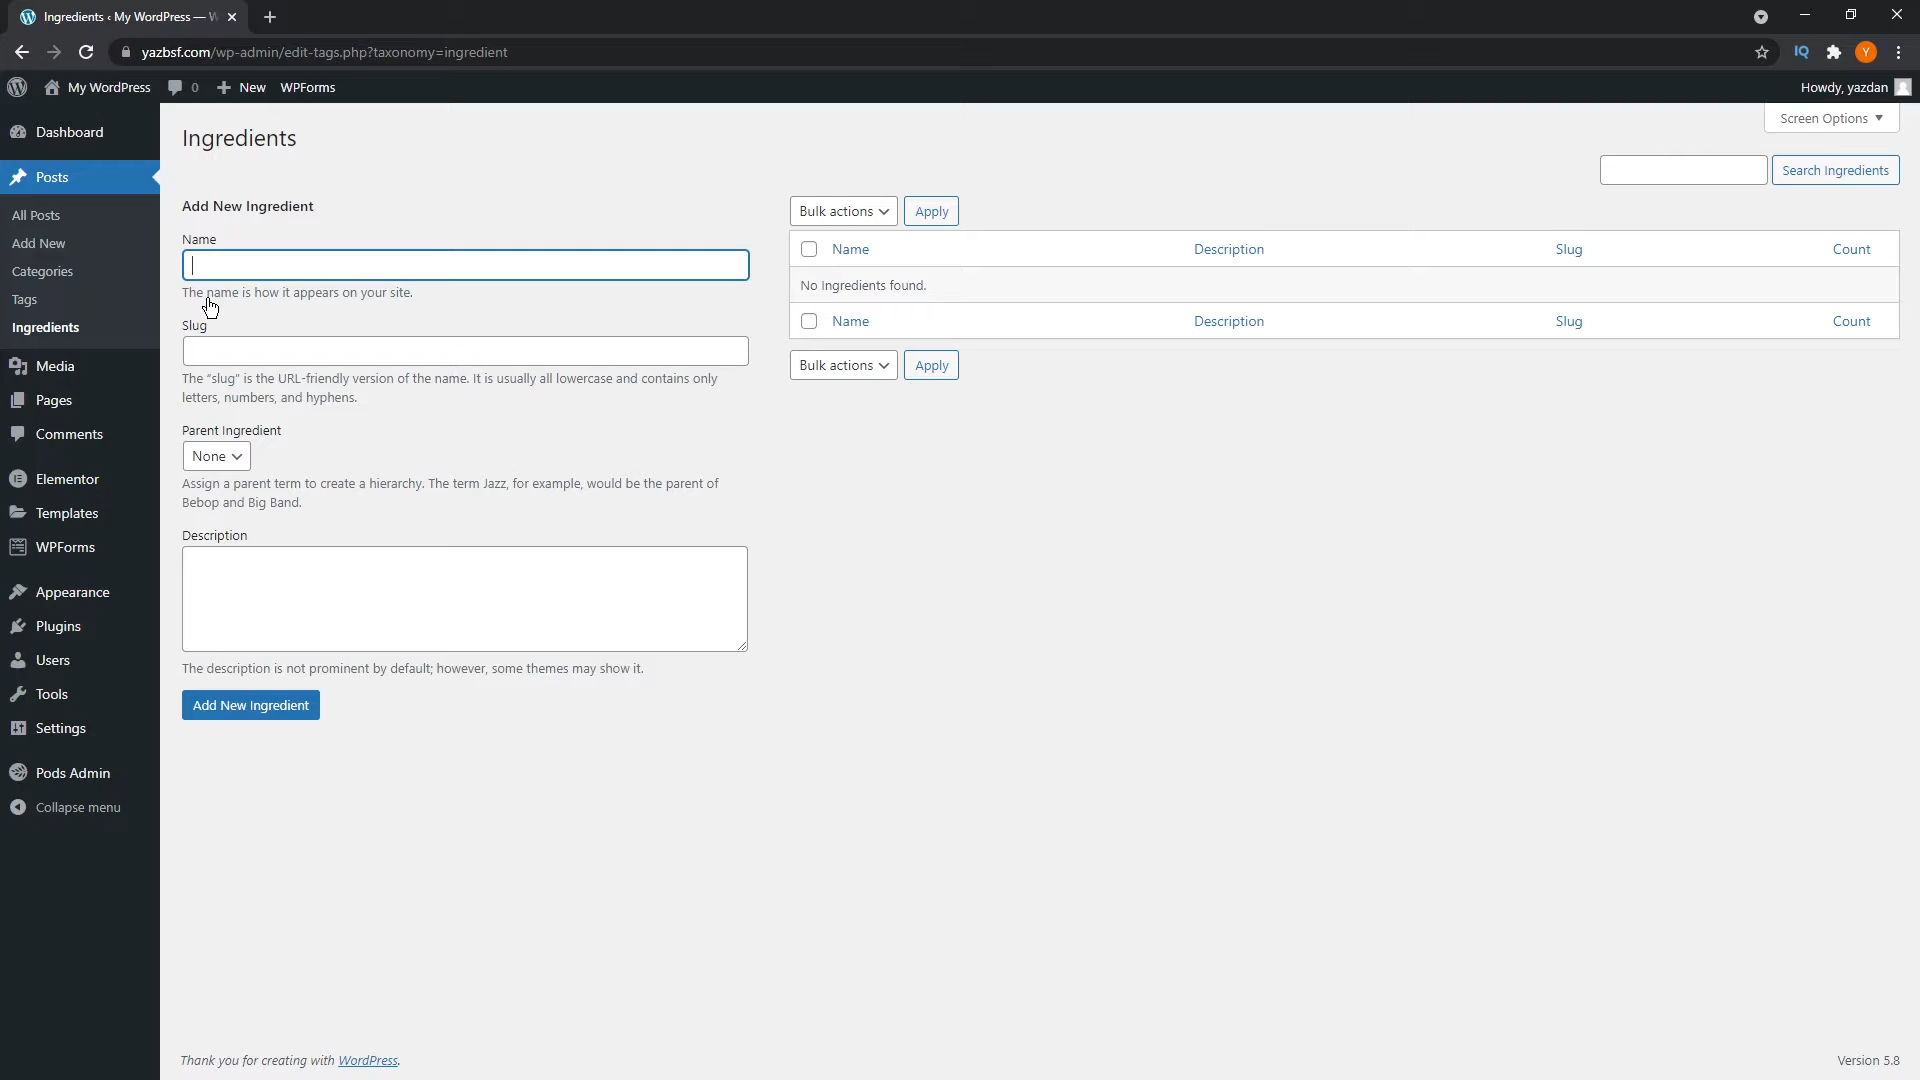 Ingredients ‹ My WordPress — W
yazbsf.com/wp-admin/edit-tags.php?taxonomy=ingredient
IQ
Y
My WordPress
0
New
WPForms
Howdy, yazdan
Dashboard
Posts
All Posts
Add New
Categories
Tags
Ingredients
Media
Pages
Comments
Elementor
Templates
WPForms
Appearance
Plugins
Users
Tools
Settings
Pods Admin
Collapse menu
Ingredients
Screen Options
Search Ingredients
Add New Ingredient
Name
The name is how it appears on your site.
Slug
The “slug” is the URL-friendly version of the name. It is usually all lowercase and contains only
letters, numbers, and hyphens.
Parent Ingredient
None
Assign a parent term to create a hierarchy. The term Jazz, for example, would be the parent of
Bebop and Big Band.
Description
The description is not prominent by default; however, some themes may show it.
Add New Ingredient
Bulk actions Apply
Name Description Slug Count
No Ingredients found.
Name Description Slug Count
Bulk actions Apply
Thank you for creating with WordPress.
Version 5.8